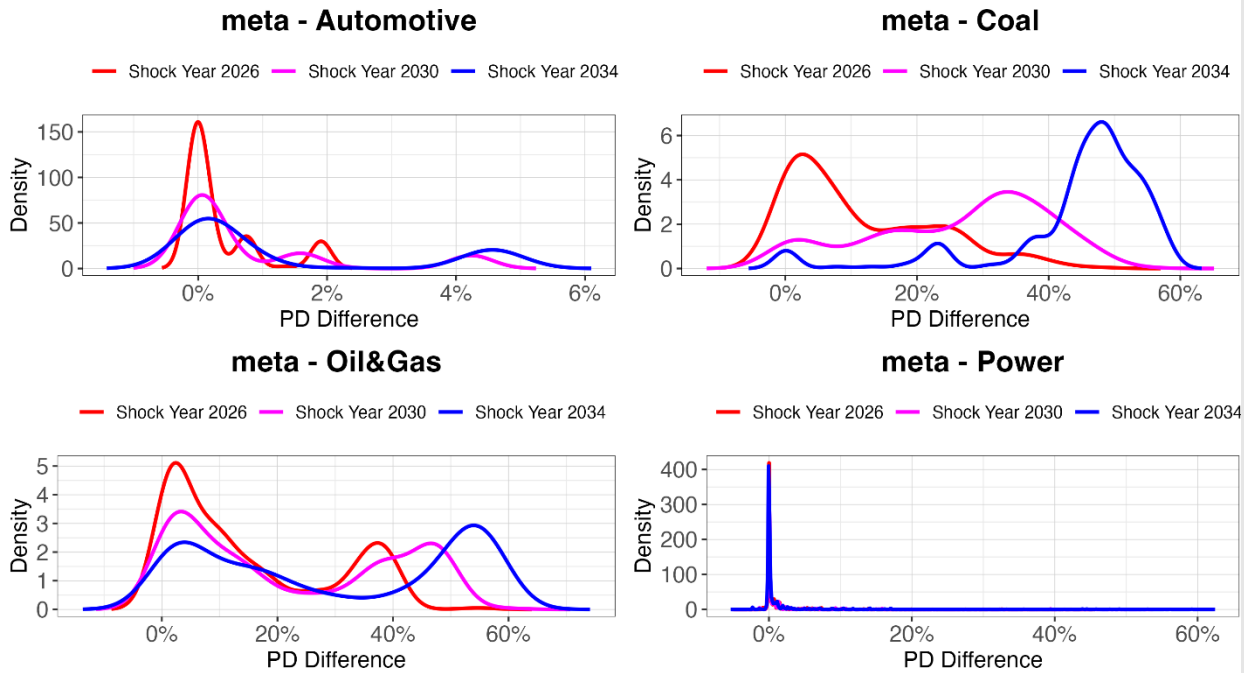 meta - Automotive
Shock Year 2026 Shock Year 2030 Shock Year 2034
150
100
50
0
Density
0% 2% 4% 6%
PD Difference
meta - Coal
Shock Year 2026 Shock Year 2030 Shock Year 2034
6
4
2
0
Density
0% 20% 40% 60%
PD Difference
meta - Oil&Gas
Shock Year 2026 Shock Year 2030 Shock Year 2034
5
4
3
2
1
0
Density
0% 20% 40% 60%
PD Difference
meta - Power
Shock Year 2026 Shock Year 2030 Shock Year 2034
400
300
200
100
0
Density
0% 20% 40% 60%
PD Difference